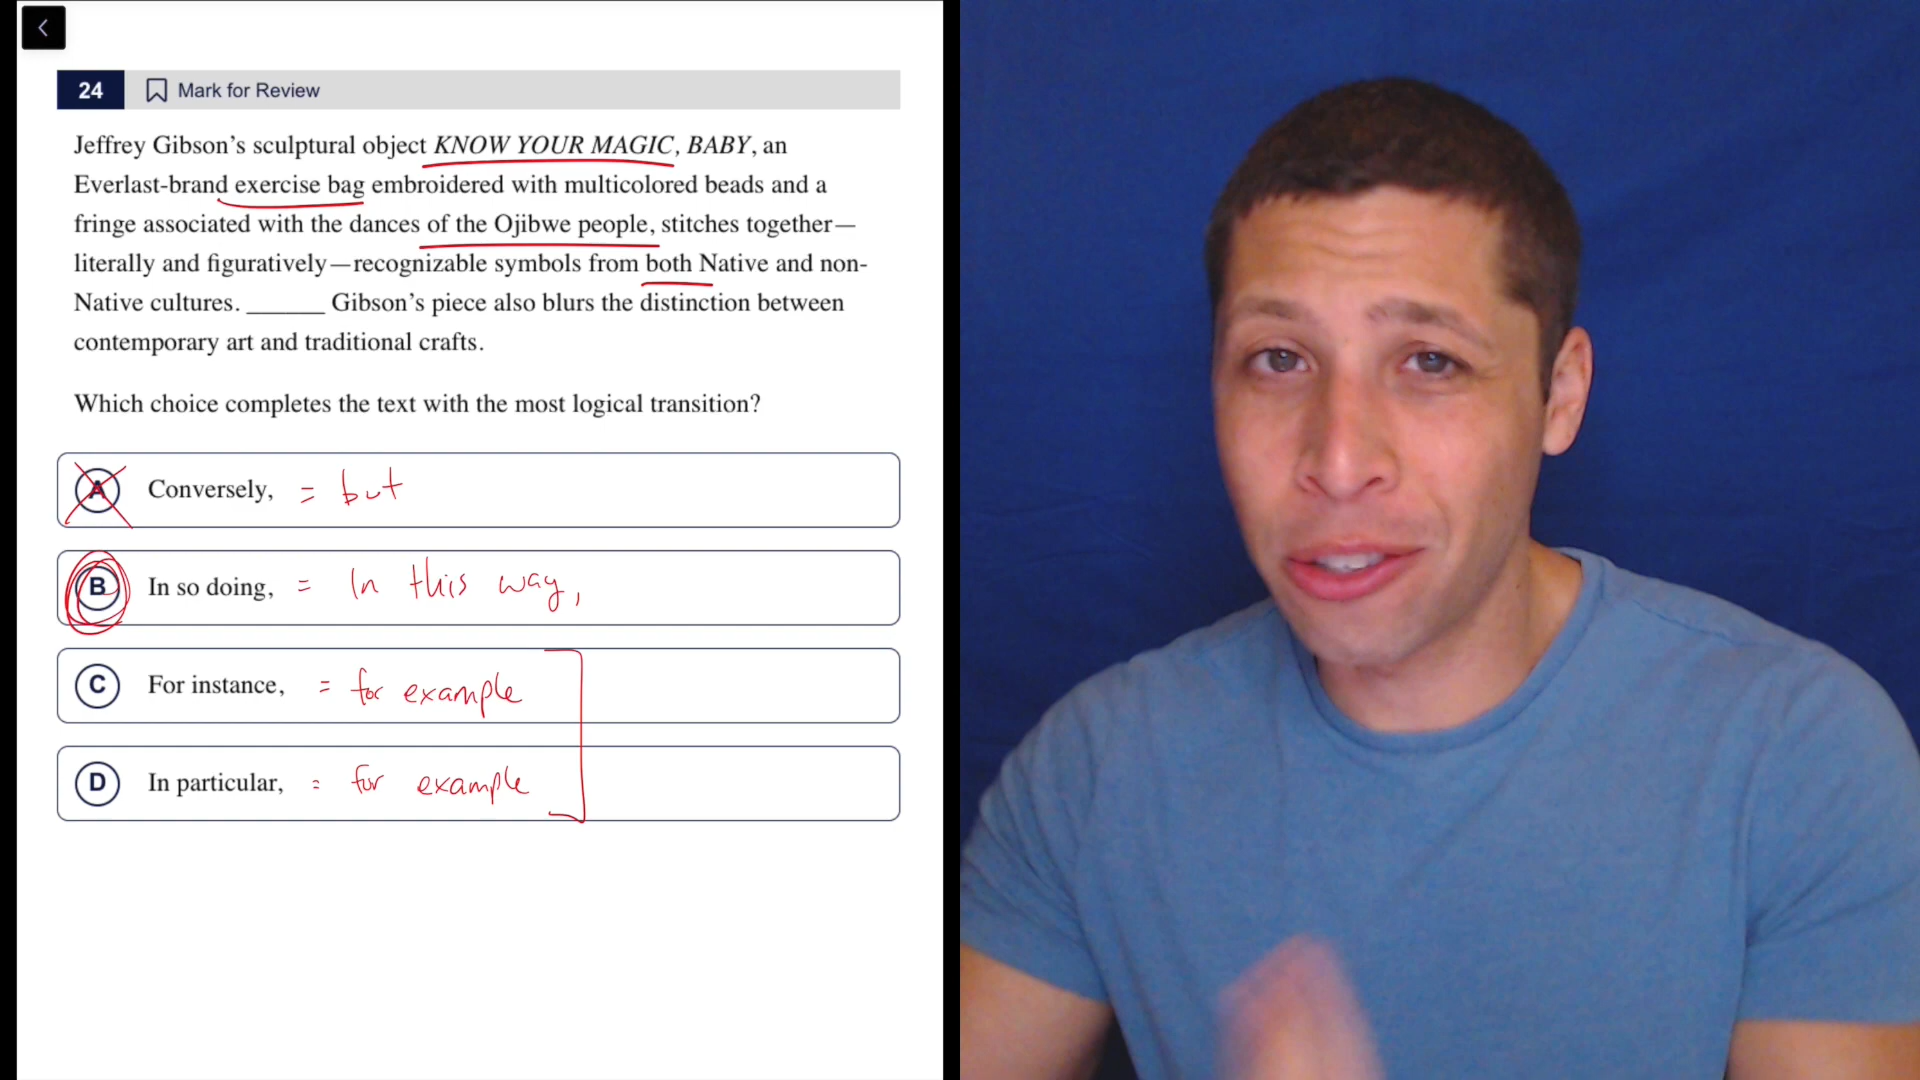 24 Mark for Review
Jeffrey Gibson’s sculptural object KNOW YOUR MAGIC, BABY, an
Everlast-brand exercise bag embroidered with multicolored beads and a
fringe associated with the dances of the Ojibwe people, stitches together—
literally and figuratively—recognizable symbols from both Native and non-
Native cultures. ______ Gibson’s piece also blurs the distinction between
contemporary art and traditional crafts.
Which choice completes the text with the most logical transition?
A Conversely, = but
B In so doing, = In this way,
C For instance, = for example
D In particular, = for example